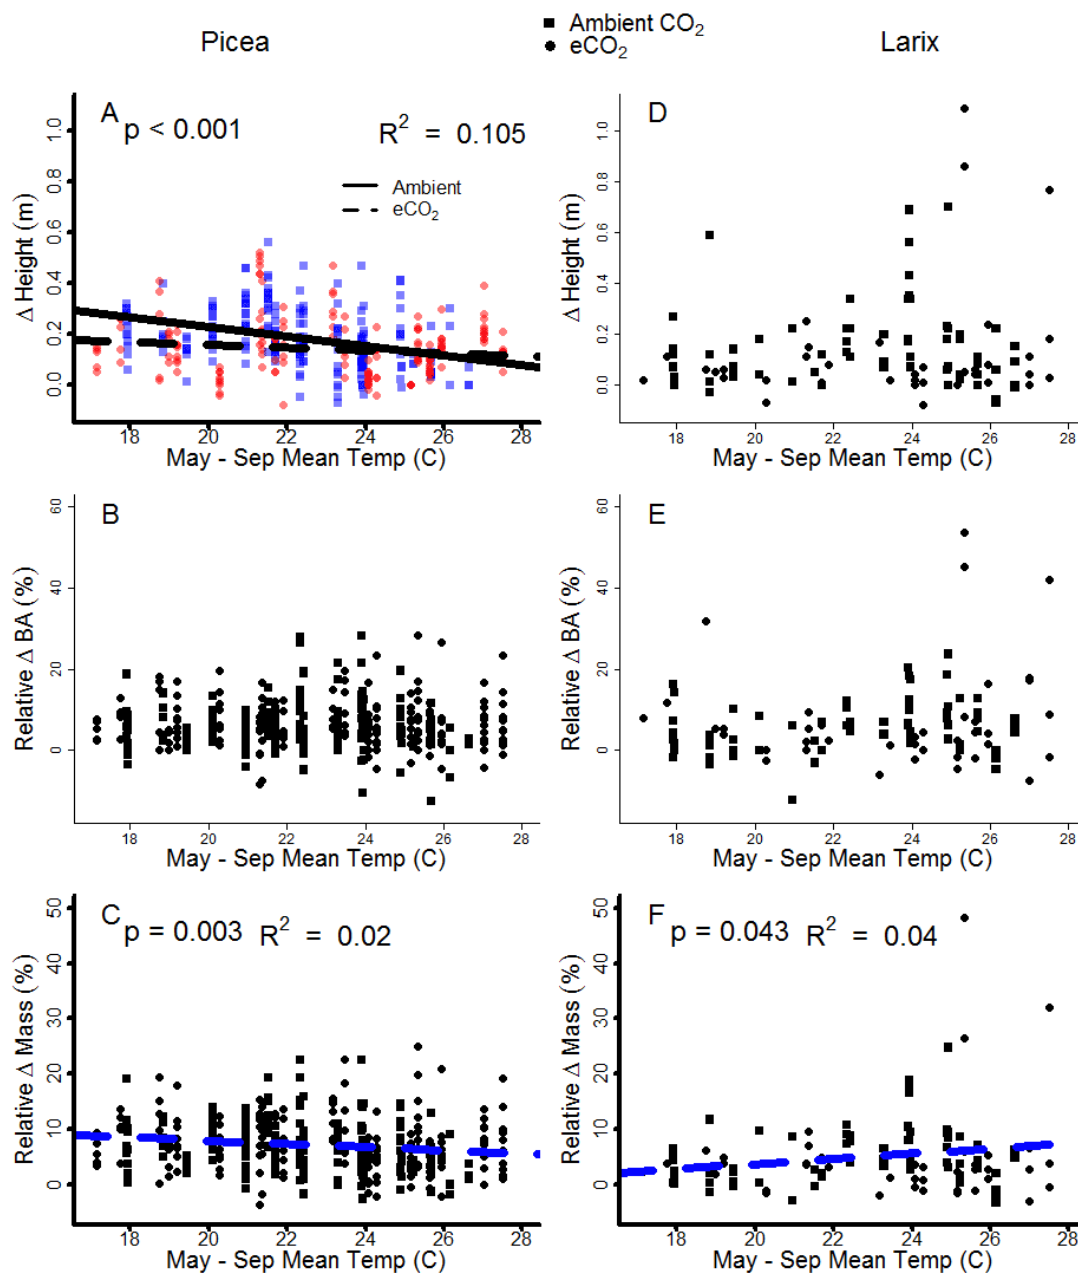 Picea
Ambient CO₂
eCO₂
Larix
A
p < 0.001
R² = 0.105
Ambient
eCO₂
Δ Height (m)
0.0 0.2 0.4 0.6 0.8 1.0
18 20 22 24 26 28
May - Sep Mean Temp (C)
D
Δ Height (m)
0.0 0.2 0.4 0.6 0.8 1.0
18 20 22 24 26 28
May - Sep Mean Temp (C)
B
Relative Δ BA (%)
0 20 40 60
18 20 22 24 26 28
May - Sep Mean Temp (C)
E
Relative Δ BA (%)
0 20 40 60
18 20 22 24 26 28
May - Sep Mean Temp (C)
C
p = 0.003 R² = 0.02
Relative Δ Mass (%)
0 10 20 30 40 50
18 20 22 24 26 28
May - Sep Mean Temp (C)
F
p = 0.043 R² = 0.04
Relative Δ Mass (%)
0 10 20 30 40 50
18 20 22 24 26 28
May - Sep Mean Temp (C)